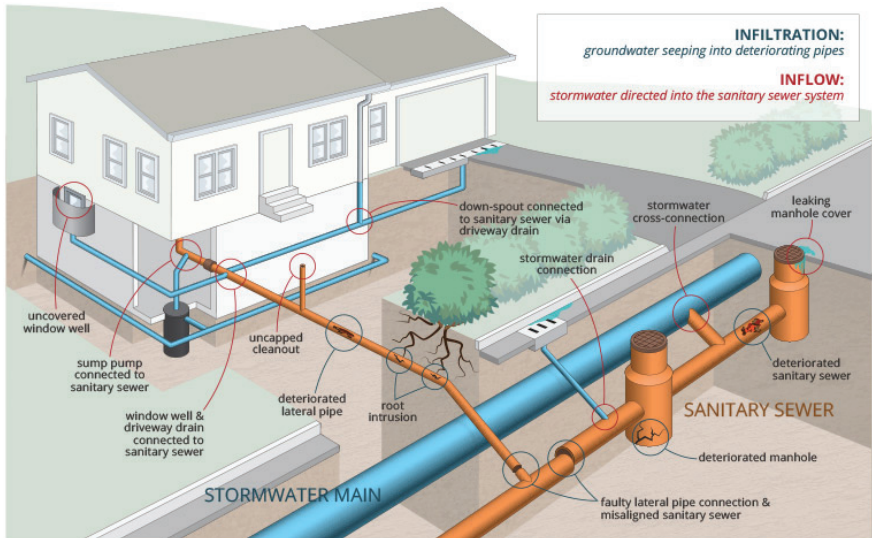 INFILTRATION:
groundwater seeping into deteriorating pipes
INFLOW:
stormwater directed into the sanitary sewer system
down-spout connected
to sanitary sewer via
driveway drain
stormwater
cross-connection
leaking
manhole cover
stormwater drain
connection
uncovered
window well
sump pump
connected to
sanitary sewer
uncapped
cleanout
window well &
driveway drain
connected to
sanitary sewer
deteriorated
lateral pipe
root
intrusion
deteriorated
sanitary sewer
SANITARY SEWER
deteriorated manhole
STORMWATER MAIN
faulty lateral pipe connection &
misaligned sanitary sewer